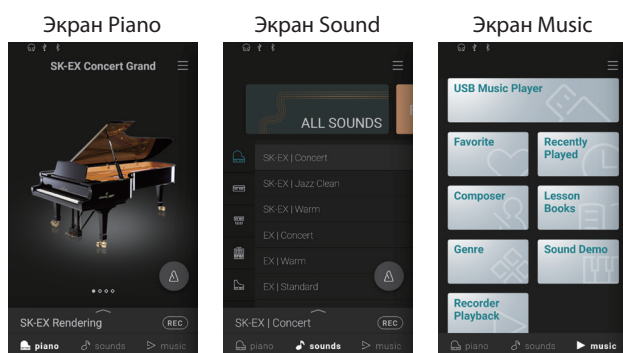 Экран Piano
Экран Sound
Экран Music
SK-EX Concert Grand
SK-EX Rendering
REC
piano
sounds
music
ALL SOUNDS
SK-EX | Concert
SK-EX | Jazz Clean
SK-EX | Warm
EX | Concert
EX | Warm
EX | Standard
SK-EX | Concert
REC
piano
sounds
music
USB Music Player
Favorite
Recently
Played
Composer
Lesson
Books
Genre
Sound Demo
Recorder
Playback
piano
sounds
music